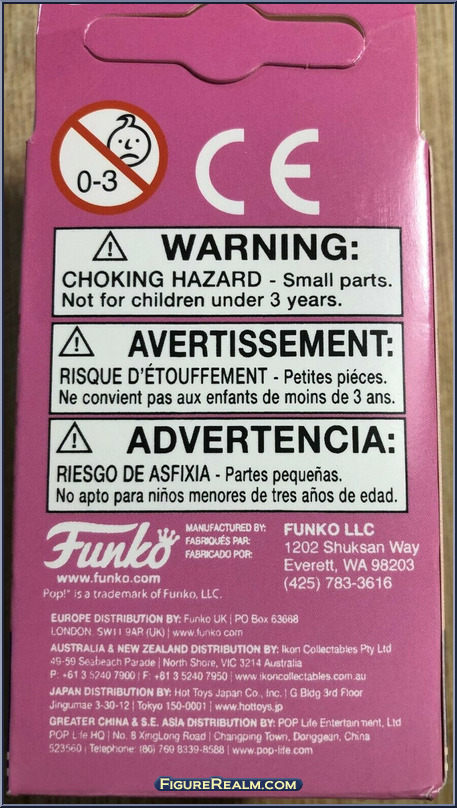 0-3
CE
WARNING:
CHOKING HAZARD - Small parts.
Not for children under 3 years.
AVERTISSEMENT:
RISQUE D'ÉTOUFFEMENT - Petites piéces.
Ne convient pas aux enfants de moins de 3 ans.
ADVERTENCIA:
RIESGO DE ASFIXIA - Partes pequeñas.
No apto para niños menores de tres años de edad.
Funko
www.funko.com
MANUFACTURED BY:
FABRIQUÉS PAR:
FABRICADO POR:
FUNKO LLC
1202 Shuksan Way
Everett, WA 98203
(425) 783-3616
Pop!™ is a trademark of Funko, LLC.
EUROPE DISTRIBUTION BY: Funko UK | PO Box 63668
LONDON SW11 9AR (UK) | www.funko.com
AUSTRALIA & NEW ZEALAND DISTRIBUTION BY: Ikon Collectables Pty Ltd
49-59 Seabeach Parade | North Shore, VIC 3214 Australia
P: +61 3 5240 7900 | F: +61 3 5240 7950 | www.ikoncollectables.com.au
JAPAN DISTRIBUTION BY: Hot Toys Japan Co., Inc. | G Bldg 3rd Floor
Jingumae 3-30-12 | Tokyo 150-0001 | www.hottoys.jp
GREATER CHINA & S.E. ASIA DISTRIBUTION BY: POP Life Entertainment, Ltd
POP Life HQ | No. 8 XingLong Road | Changping Town, Donggean, China
523560 | Telephone: (86) 769 8339-8588 | www.pop-life.com
FIGUREREALM.COM